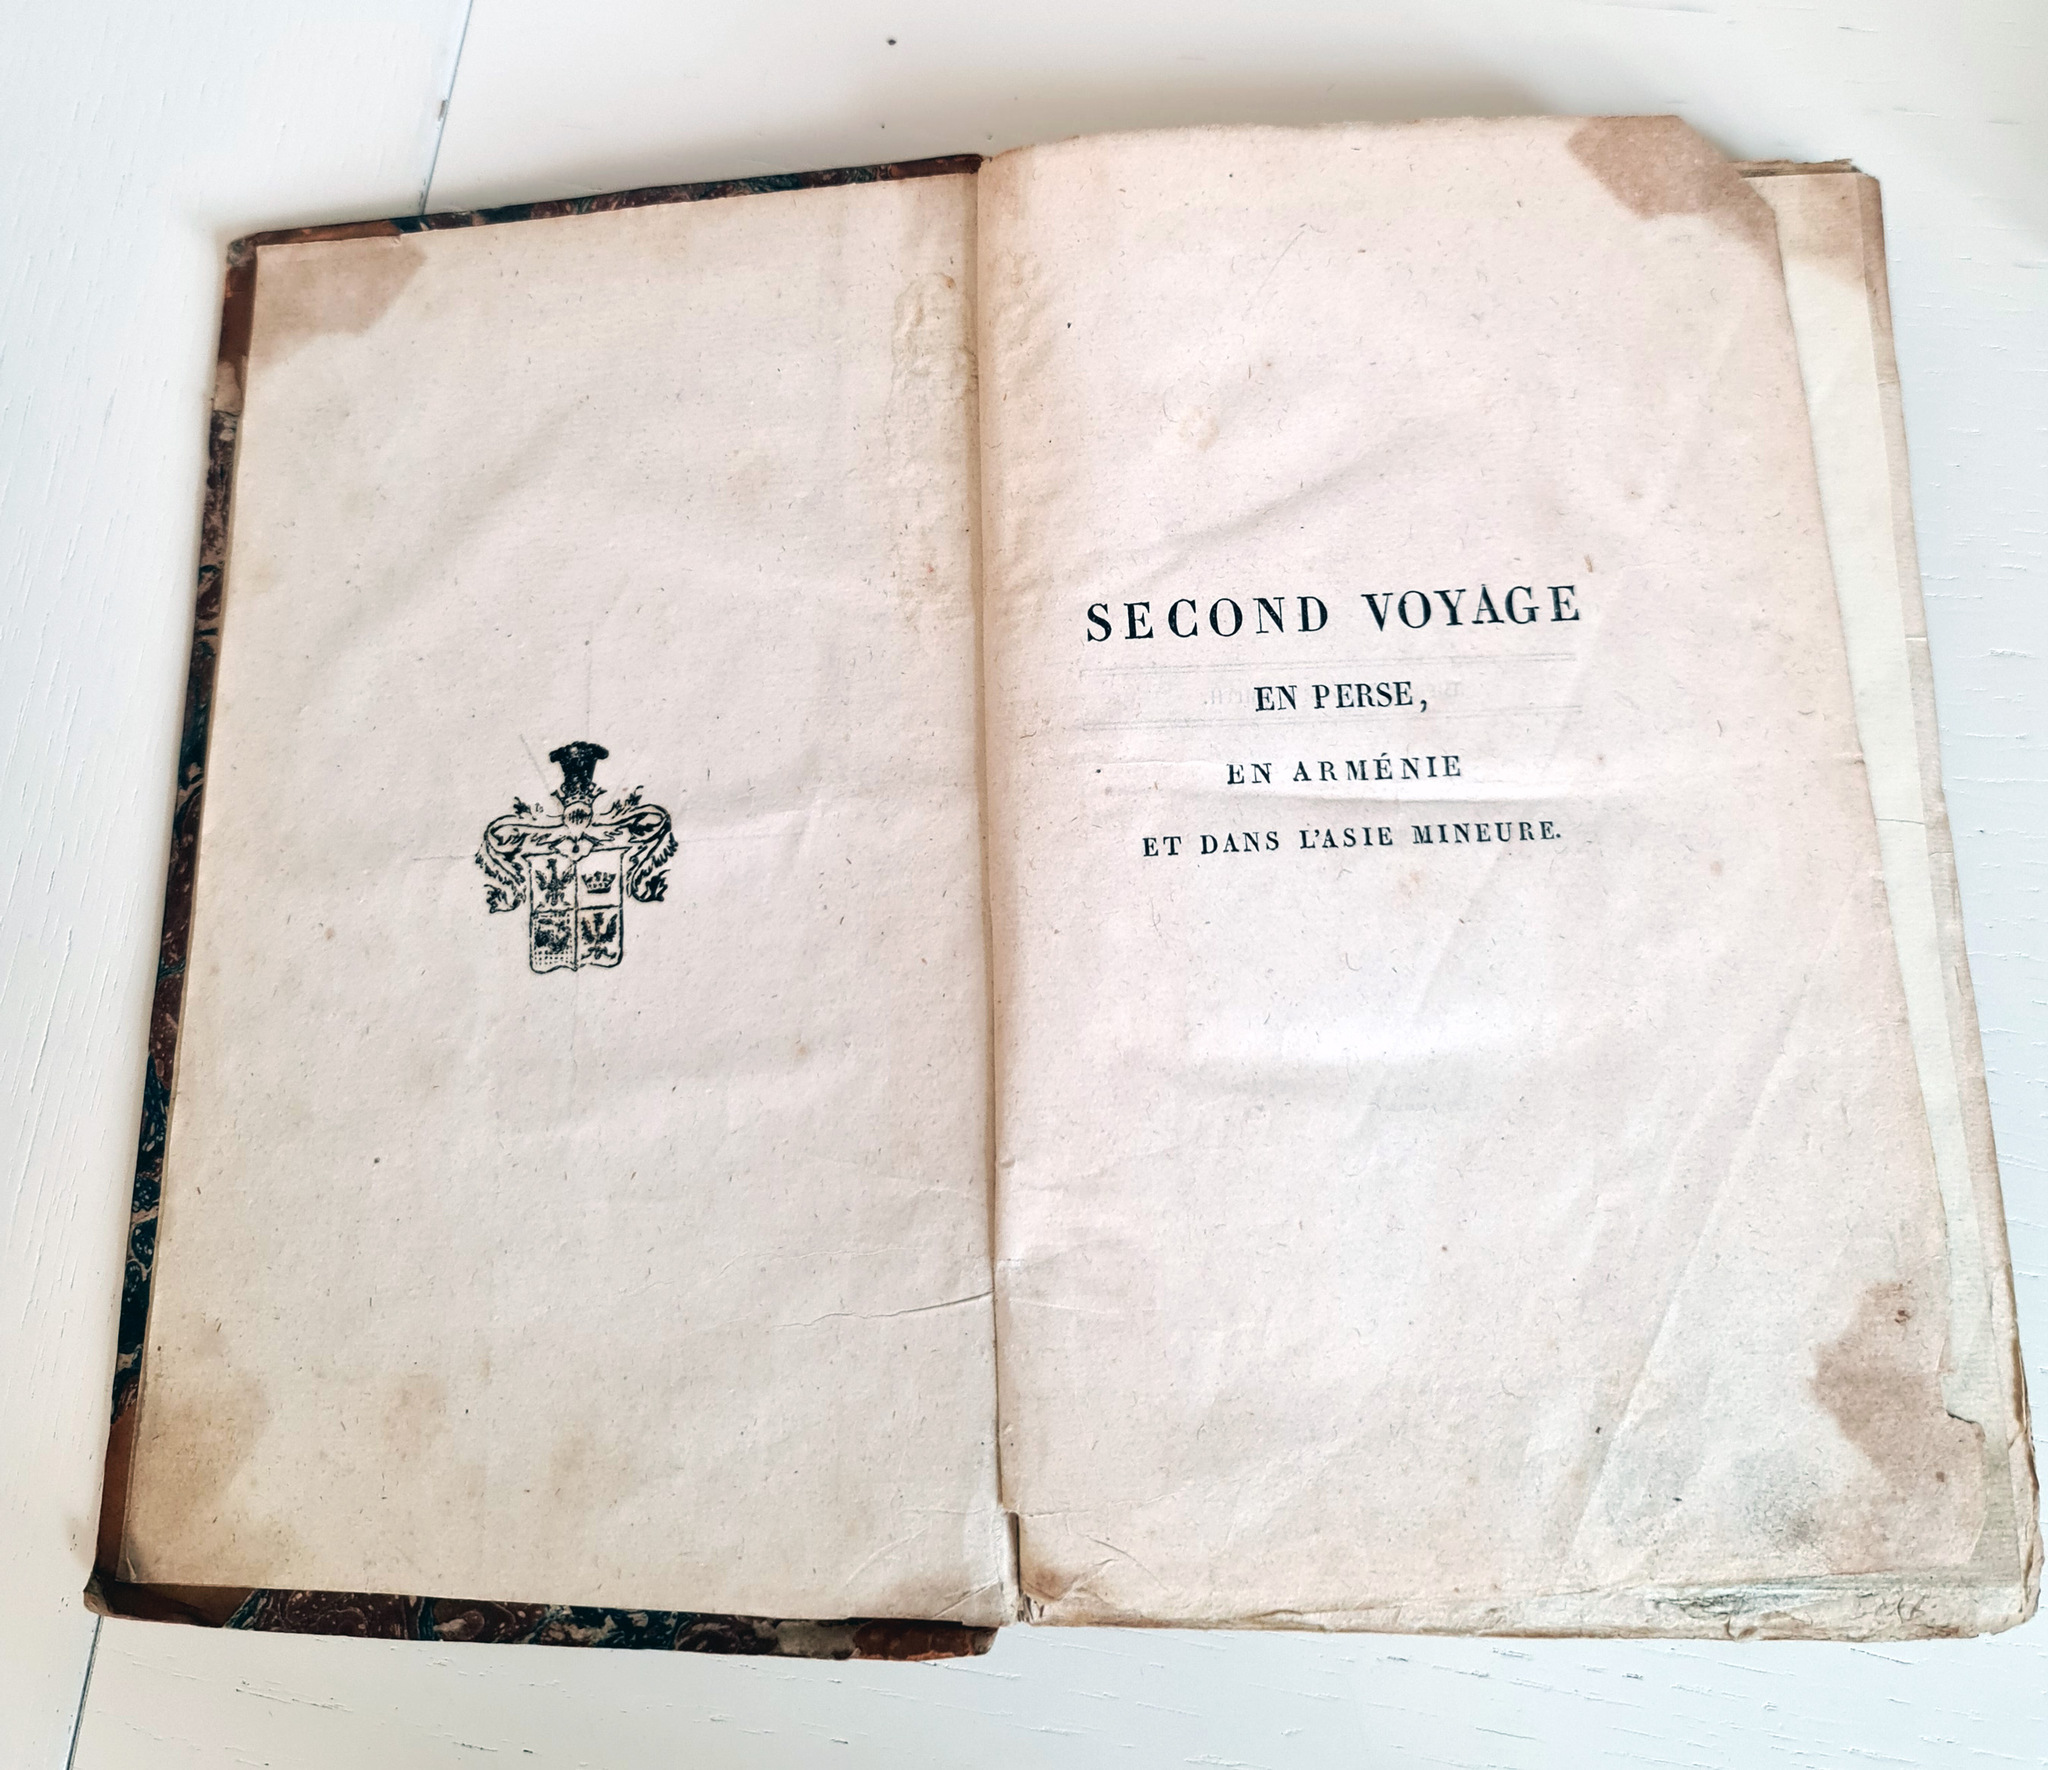 SECOND VOYAGE
EN PERSE,
EN ARMÉNIE
ET DANS L'ASIE MINEURE.